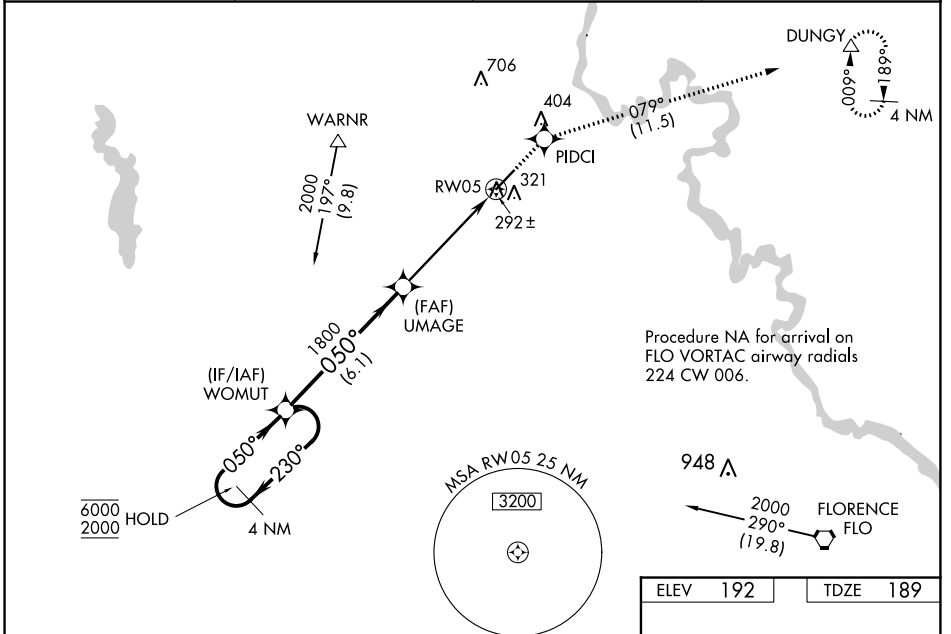 DUNGY
009°
189°
4 NM
706
404
079°
(11.5)
PIDCI
WARNR
2000
197°
(9.8)
RW05
321
292±
(FAF)
UMAGE
1800
050°
(6.1)
Procedure NA for arrival on
FLO VORTAC airway radials
224 CW 006.
(IF/IAF)
WOMUT
050°
230°
6000
2000
HOLD
4 NM
MSA RW05 25 NM
3200
948
2000
290°
(19.8)
FLORENCE
FLO
ELEV 192
TDZE 189